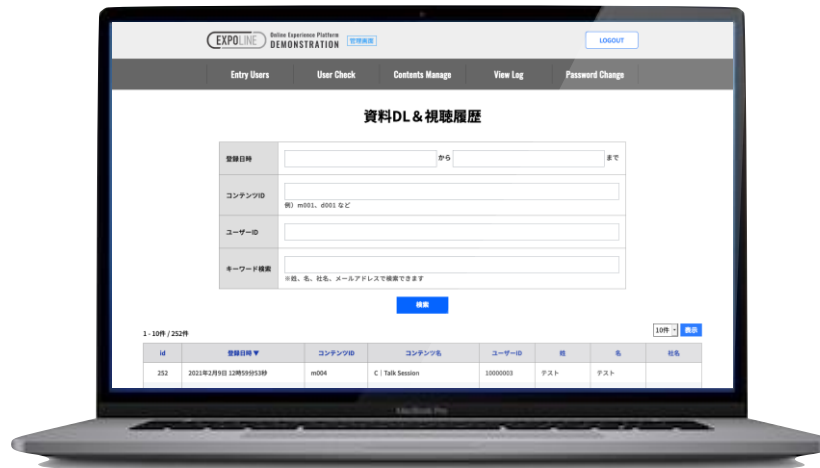 EXPOLINE Online Experience Platform
DEMONSTRATION 管理画面
LOGOUT
Entry Users User Check Contents Manage View Log Password Change
資料DL＆視聴履歴
登録日時 から まで
コンテンツID
例）m001、d001 など
ユーザーID
キーワード検索
※姓、名、社名、メールアドレスで検索できます
検索
1 - 10件 / 252件
10件 表示
id 登録日時▼ コンテンツID コンテンツ名 ユーザーID 姓 名 社名
252 2021年2月9日 12時59分53秒 m004 C｜Talk Session 10000003 テスト テスト
MacBook Pro